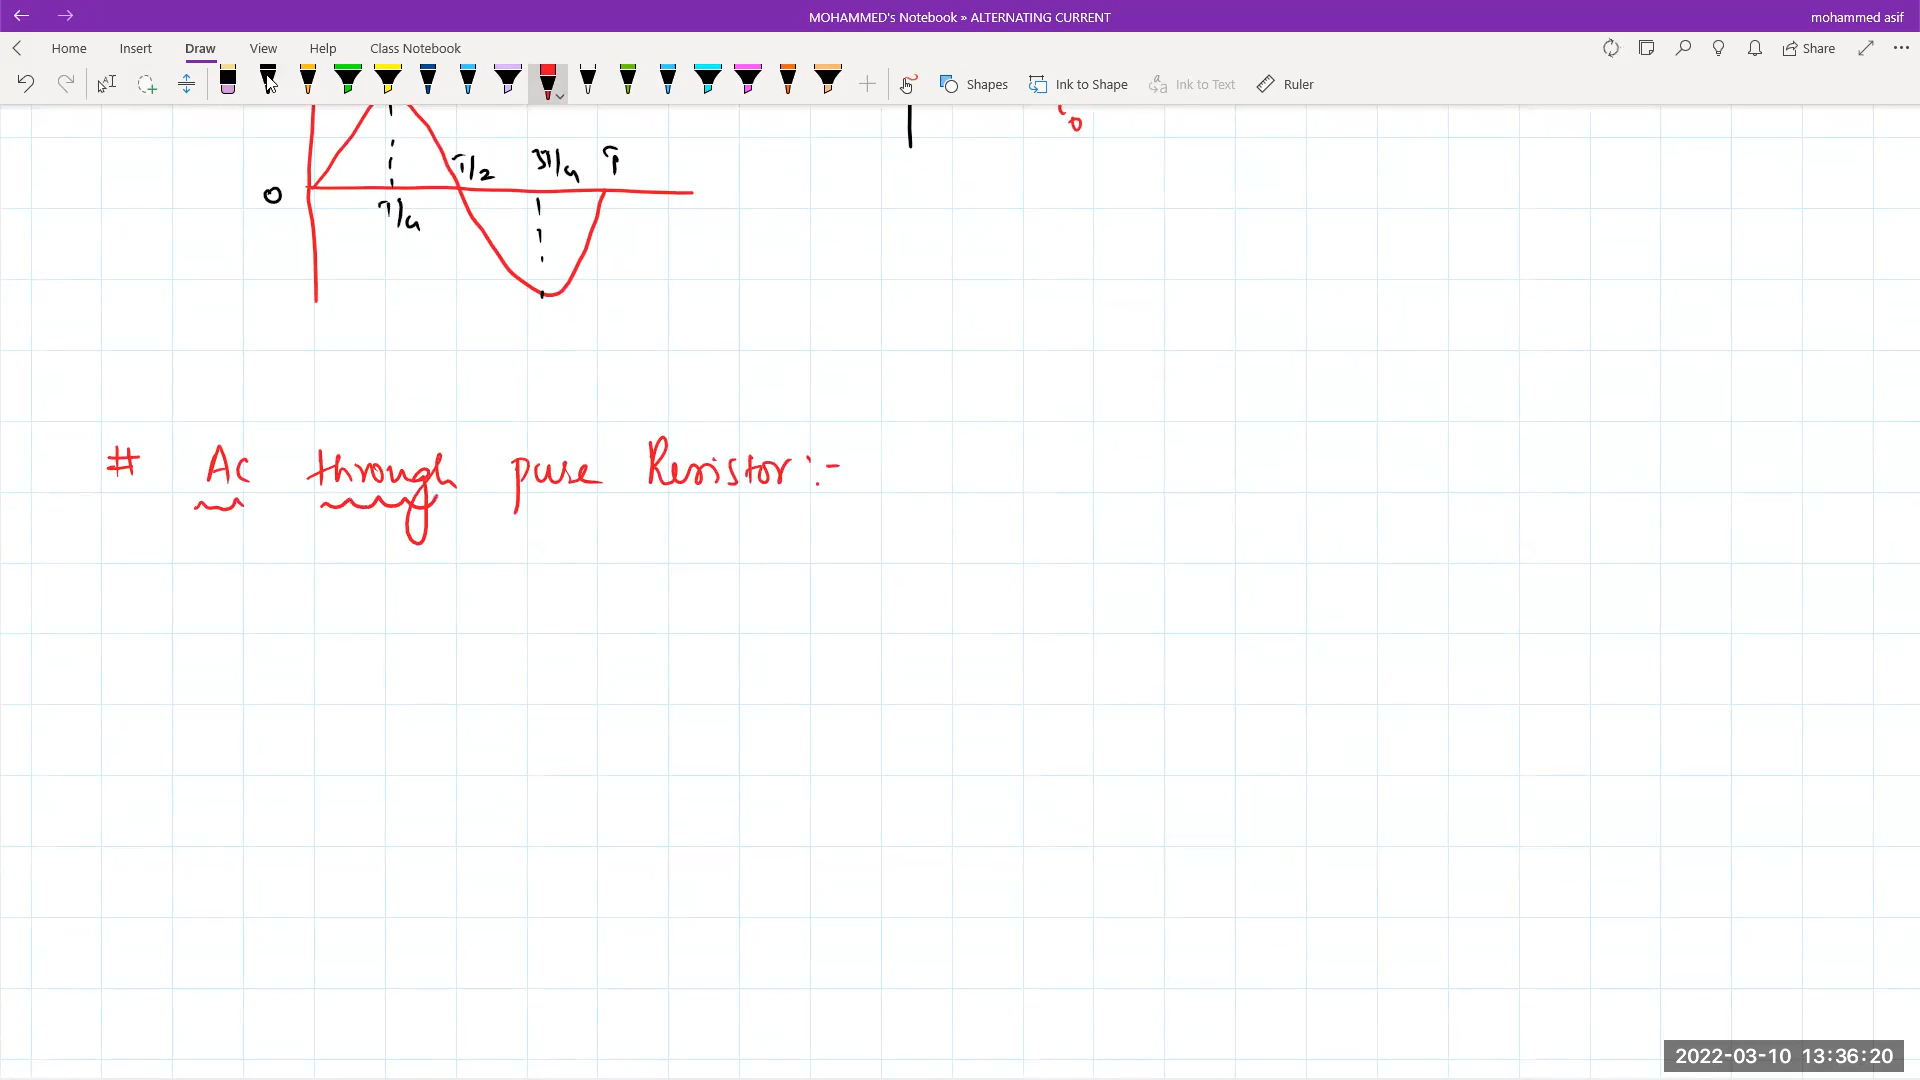 MOHAMMED's Notebook » ALTERNATING CURRENT
mohammed asif
Home Insert Draw View Help Class Notebook
Share
Shapes Ink to Shape Ink to Text Ruler
0
T/2 3T/4 T
0
T/4
# Ac through pure Resistor:-
2022-03-10 13:36:20